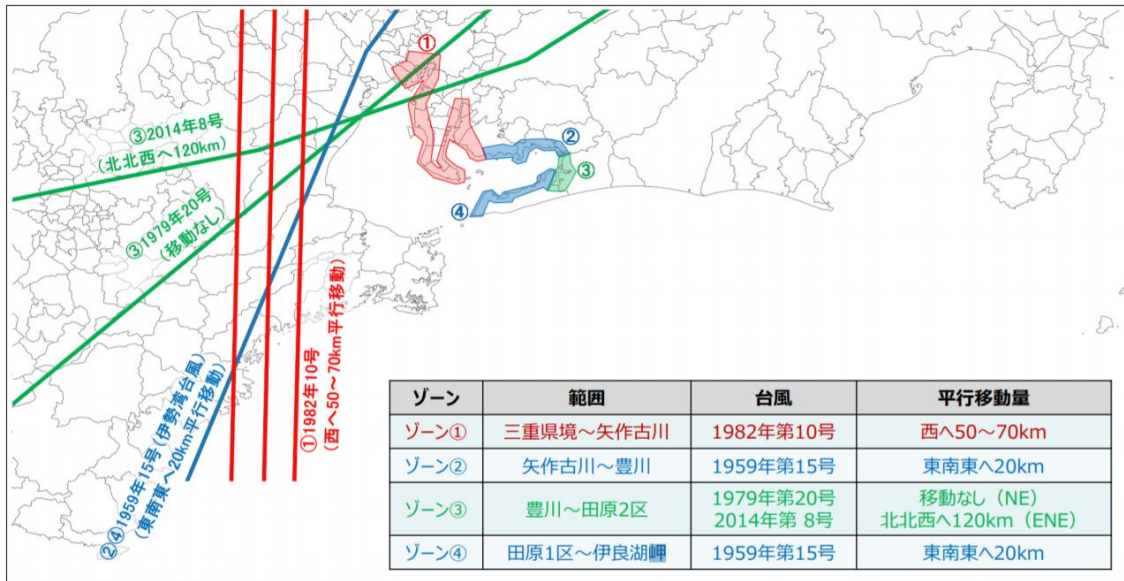 ①
②
③
④
③2014年8号
(北北西へ120km)
③1979年20号
(移動なし)
②④1959年15号(伊勢湾台風)
(東南東へ20km平行移動)
①1982年10号
(西へ50～70km平行移動)
ゾーン 範囲 台風 平行移動量
ゾーン① 三重県境～矢作古川 1982年第10号 西へ50～70km
ゾーン② 矢作古川～豊川 1959年第15号 東南東へ20km
ゾーン③ 豊川～田原2区 1979年第20号 移動なし（NE）
2014年第 8号 北北西へ120km（ENE）
ゾーン④ 田原1区～伊良湖岬 1959年第15号 東南東へ20km